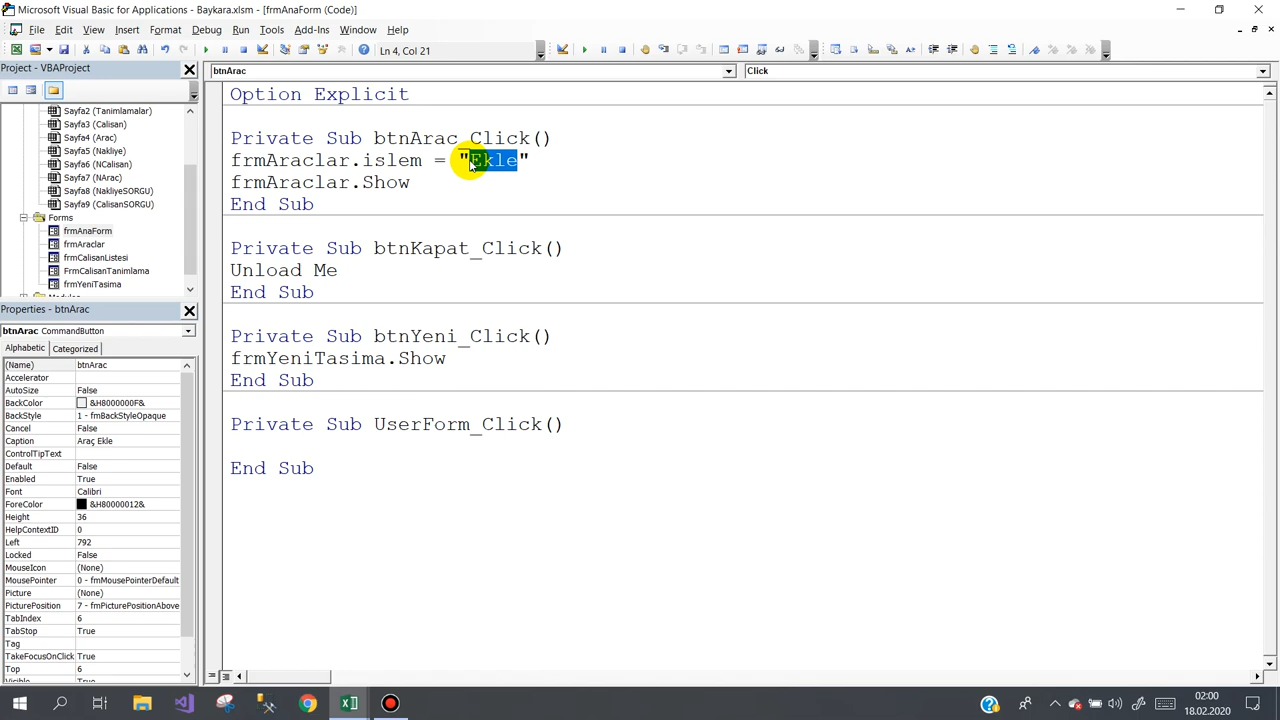 Microsoft Visual Basic for Applications - Baykara.xlsm - [frmAnaForm (Code)]
File Edit View Insert Format Debug Run Tools Add-Ins Window Help
Ln 4, Col 21
Project - VBAProject
btnArac
Click
Sayfa2 (Tanimlamalar)
Sayfa3 (Calisan)
Sayfa4 (Arac)
Sayfa5 (Nakliye)
Sayfa6 (NCalisan)
Sayfa7 (NArac)
Sayfa8 (NakliyeSORGU)
Sayfa9 (CalisanSORGU)
Forms
frmAnaForm
frmAraclar
frmCalisanListesi
FrmCalisanTanimlama
frmYeniTasima
Properties - btnArac
btnArac CommandButton
Alphabetic Categorized
(Name) btnArac
Accelerator
AutoSize False
BackColor &H8000000F&
BackStyle 1 - fmBackStyleOpaque
Cancel False
Caption Araç Ekle
ControlTipText
Default False
Enabled True
Font Calibri
ForeColor &H80000012&
Height 36
HelpContextID 0
Left 792
Locked False
MouseIcon (None)
MousePointer 0 - fmMousePointerDefault
Picture (None)
PicturePosition 7 - fmPicturePositionAbove
TabIndex 6
TabStop True
Tag
TakeFocusOnClick True
Top 6
Visible True
Option Explicit
Private Sub btnArac_Click()
frmAraclar.islem = "Ekle"
frmAraclar.Show
End Sub
Private Sub btnKapat_Click()
Unload Me
End Sub
Private Sub btnYeni_Click()
frmYeniTasima.Show
End Sub
Private Sub UserForm_Click()
End Sub
02:00
18.02.2020